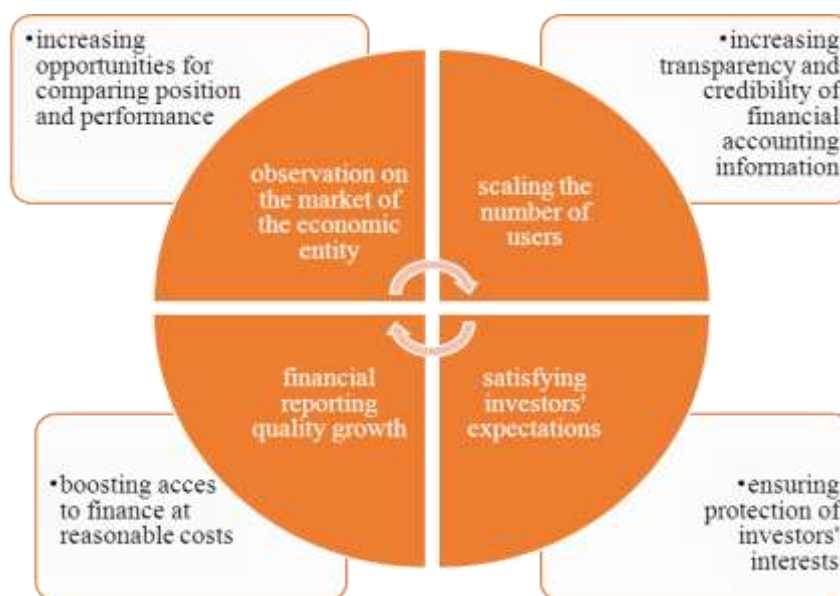 •increasing
opportunities for
comparing position
and performance
•increasing
transparency and
credibility of
financial
accounting
information
observation on
the market of
the economic
entity
scaling the
number of
users
financial
reporting
quality growth
satisfying
investors'
expectations
•boosting acces
to finance at
reasonable costs
•ensuring
protection of
investors'
interests